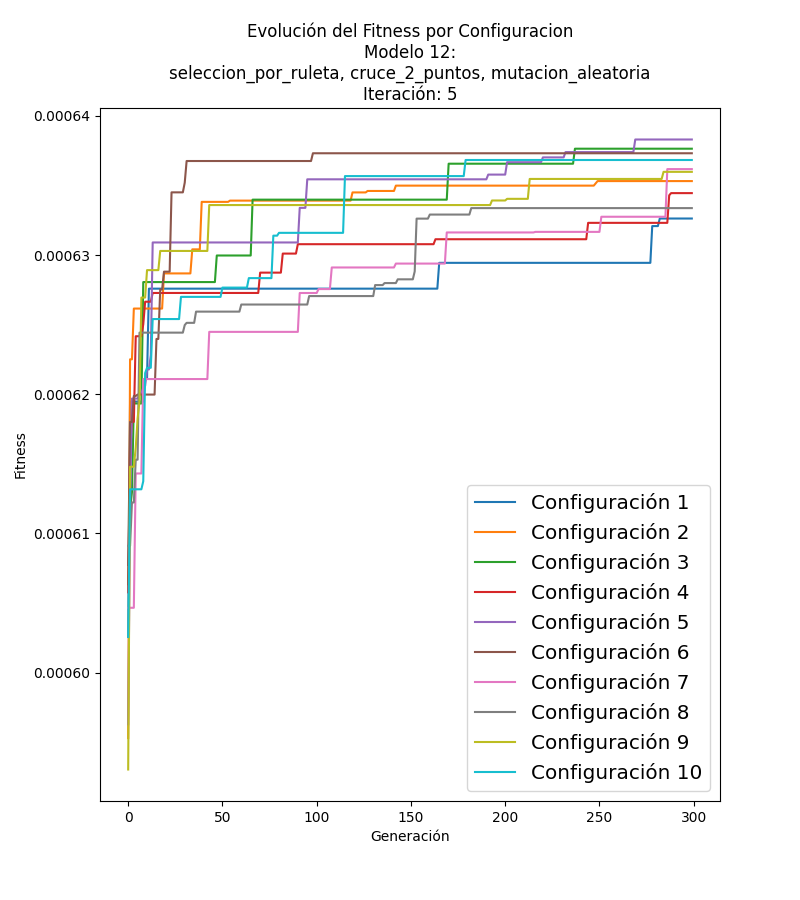 Evolución del Fitness por Configuracion
Modelo 12:
seleccion_por_ruleta, cruce_2_puntos, mutacion_aleatoria
Iteración: 5
0.00064
0.00063
0.00062
0.00061
0.00060
Fitness
Configuración 1
Configuración 2
Configuración 3
Configuración 4
Configuración 5
Configuración 6
Configuración 7
Configuración 8
Configuración 9
Configuración 10
0 50 100 150 200 250 300
Generación